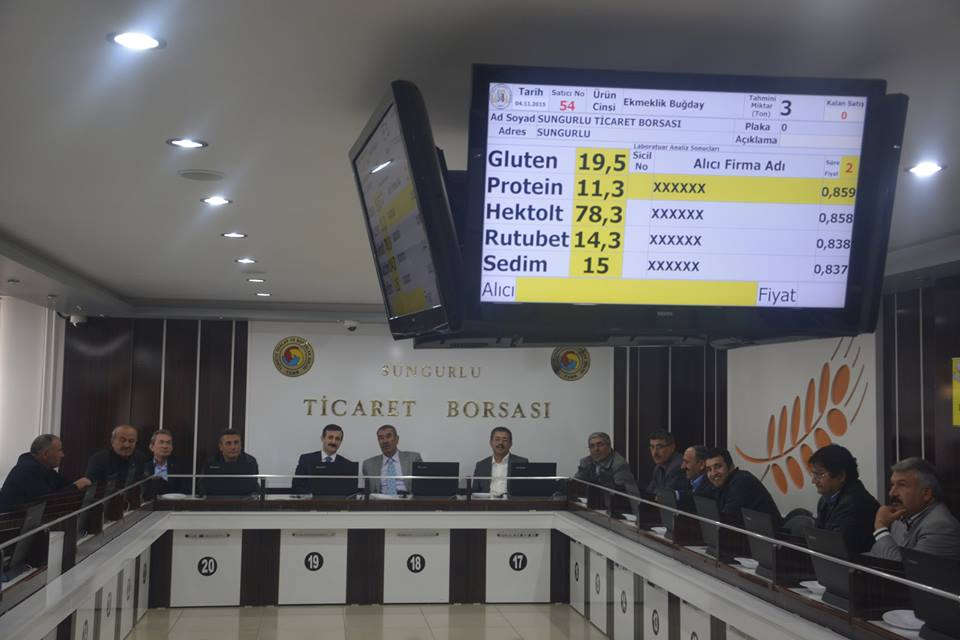 Tarih Satıcı No Ürün Cinsi Ekmeklik Buğday Tahmini Miktar (Ton) 3 Kalan Satış
04.11.2015 54 0
Ad Soyad SUNGURLU TİCARET BORSASI Plaka 0
Adres SUNGURLU Açıklama
Laboratuar Analiz Sonuçları
Gluten 19,5 Sicil No Alıcı Firma Adı Süre 2 Fiyat
Protein 11,3 XXXXXX 0,859
Hektolt 78,3 XXXXXX 0,858
Rutubet 14,3 XXXXXX 0,838
Sedim 15 XXXXXX 0,837
Alıcı Fiyat
SUNGURLU
TİCARET BORSASI
20 19 18 17